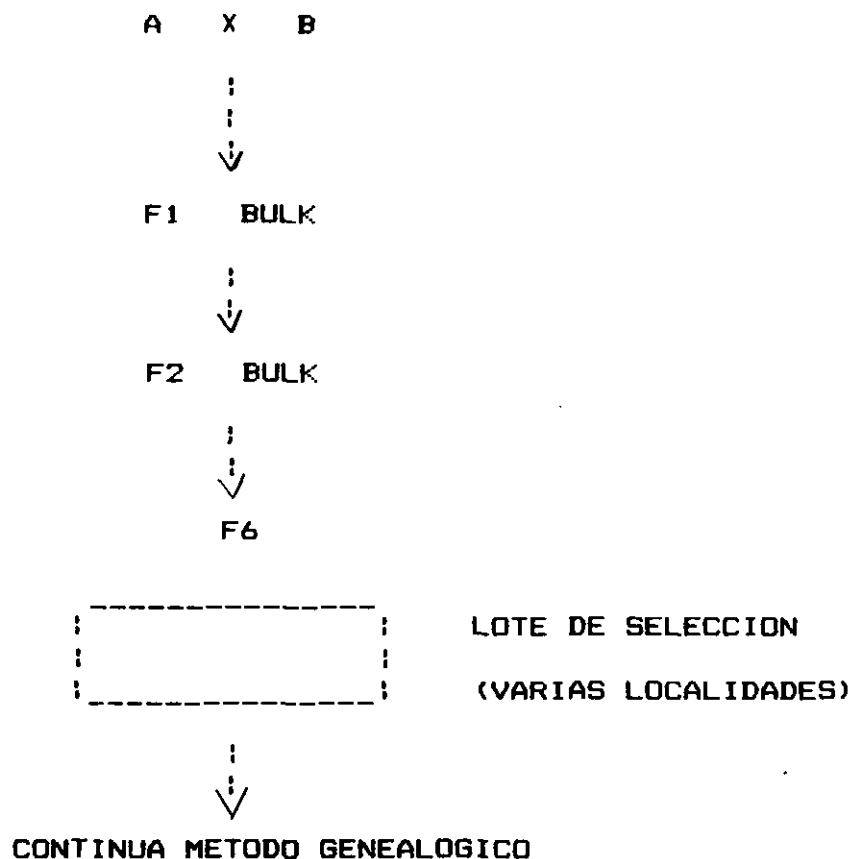 A X B
F1 BULK
F2 BULK
F6
LOTE DE SELECCION
(VARIAS LOCALIDADES)
CONTINUA METODO GENEALOGICO